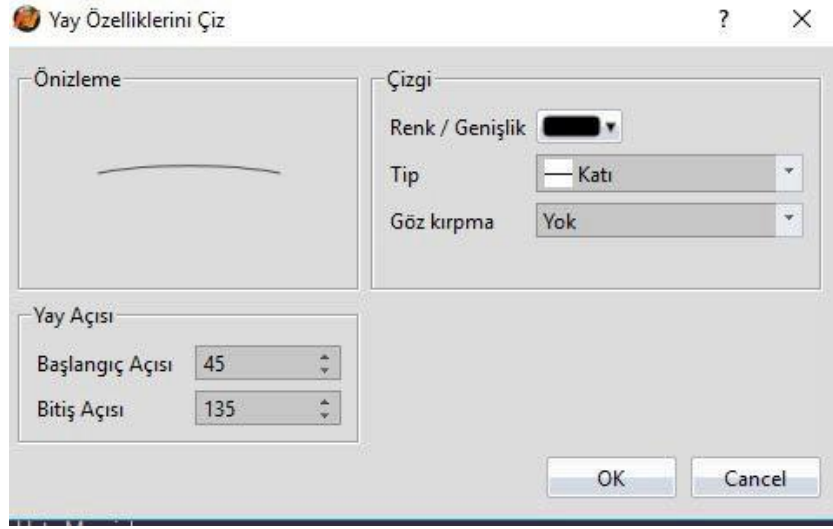 Yay Özelliklerini Çiz ?
Önizleme
Çizgi
Renk / Genişlik
Tip Katı
Göz kırpma Yok
Yay Açısı
Başlangıç Açısı 45
Bitiş Açısı 135
OK Cancel